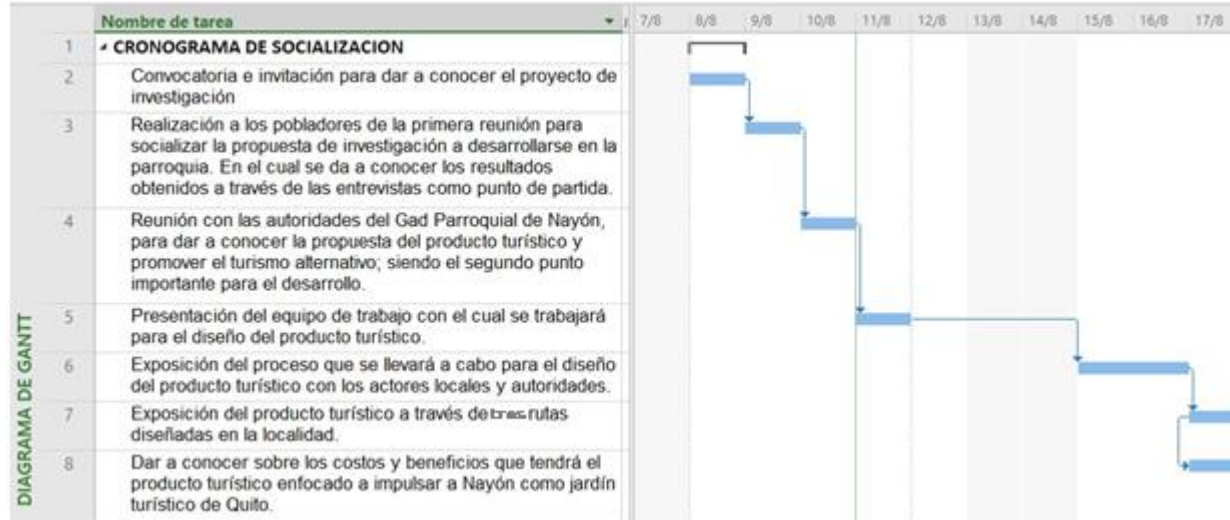 Nombre de tarea
7/8 8/8 9/8 10/8 11/8 12/8 13/8 14/8 15/8 16/8 17/8
1 CRONOGRAMA DE SOCIALIZACION
2 Convocatoria e invitación para dar a conocer el proyecto de
investigación
3 Realización a los pobladores de la primera reunión para
socializar la propuesta de investigación a desarrollarse en la
parroquia. En el cual se da a conocer los resultados
obtenidos a través de las entrevistas como punto de partida.
4 Reunión con las autoridades del Gad Parroquial de Nayón,
para dar a conocer la propuesta del producto turístico y
promover el turismo alternativo; siendo el segundo punto
importante para el desarrollo.
5 Presentación del equipo de trabajo con el cual se trabajará
para el diseño del producto turístico.
6 Exposición del proceso que se llevará a cabo para el diseño
del producto turístico con los actores locales y autoridades.
7 Exposición del producto turístico a través de tres rutas
diseñadas en la localidad.
8 Dar a conocer sobre los costos y beneficios que tendrá el
producto turístico enfocado a impulsar a Nayón como jardín
turístico de Quito.
DIAGRAMA DE GANTT